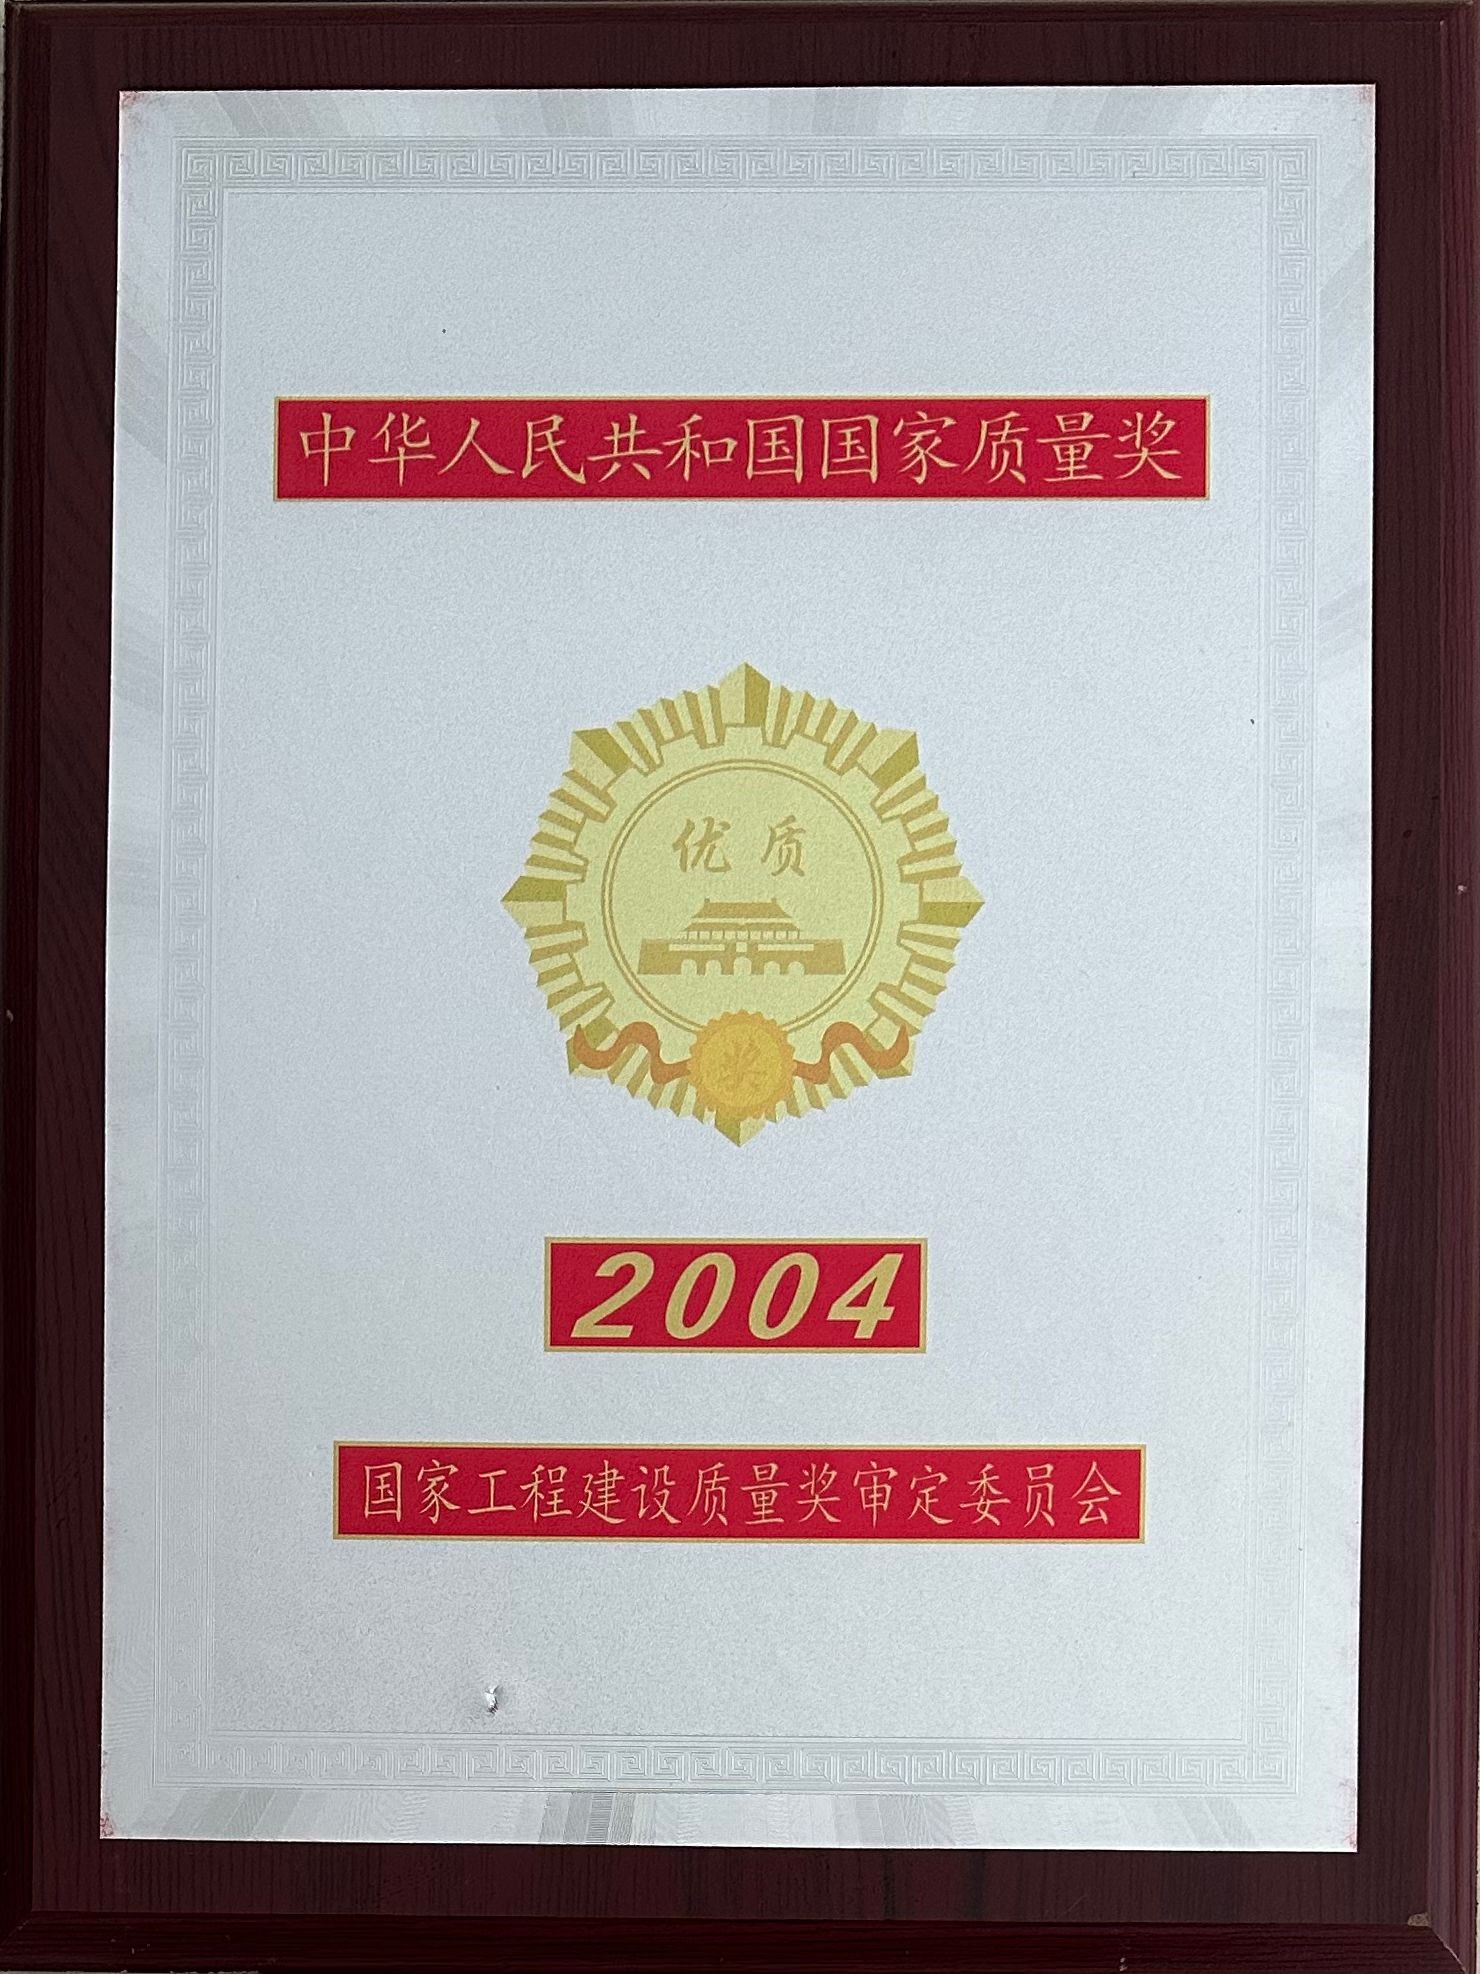 中华人民共和国国家质量奖
优质
奖
2004
国家工程建设质量奖审定委员会